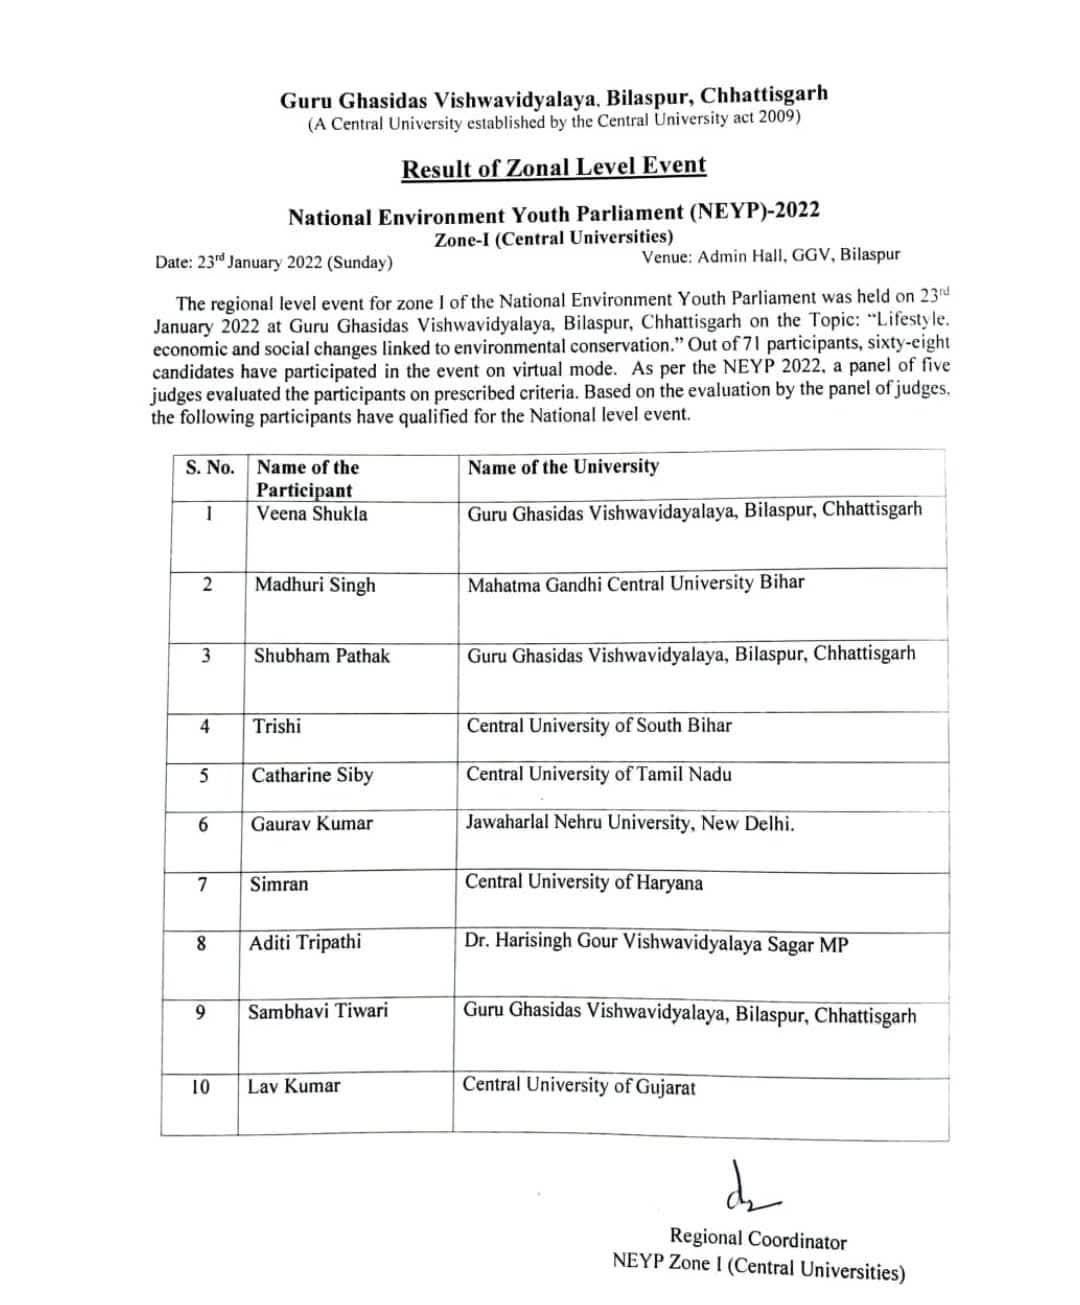 Guru Ghasidas Vishwavidyalaya, Bilaspur, Chhattisgarh
(A Central University established by the Central University act 2009)
Result of Zonal Level Event
National Environment Youth Parliament (NEYP)-2022
Zone-I (Central Universities)
Date: 23rd January 2022 (Sunday) Venue: Admin Hall, GGV, Bilaspur
The regional level event for zone I of the National Environment Youth Parliament was held on 23rd
January 2022 at Guru Ghasidas Vishwavidyalaya, Bilaspur, Chhattisgarh on the Topic: “Lifestyle,
economic and social changes linked to environmental conservation.” Out of 71 participants, sixty-eight
candidates have participated in the event on virtual mode. As per the NEYP 2022, a panel of five
judges evaluated the participants on prescribed criteria. Based on the evaluation by the panel of judges,
the following participants have qualified for the National level event.
S. No. Name of the Participant Name of the University
1 Veena Shukla Guru Ghasidas Vishwavidayalaya, Bilaspur, Chhattisgarh
2 Madhuri Singh Mahatma Gandhi Central University Bihar
3 Shubham Pathak Guru Ghasidas Vishwavidyalaya, Bilaspur, Chhattisgarh
4 Trishi Central University of South Bihar
5 Catharine Siby Central University of Tamil Nadu
6 Gaurav Kumar Jawaharlal Nehru University, New Delhi.
7 Simran Central University of Haryana
8 Aditi Tripathi Dr. Harisingh Gour Vishwavidyalaya Sagar MP
9 Sambhavi Tiwari Guru Ghasidas Vishwavidyalaya, Bilaspur, Chhattisgarh
10 Lav Kumar Central University of Gujarat
Regional Coordinator
NEYP Zone I (Central Universities)